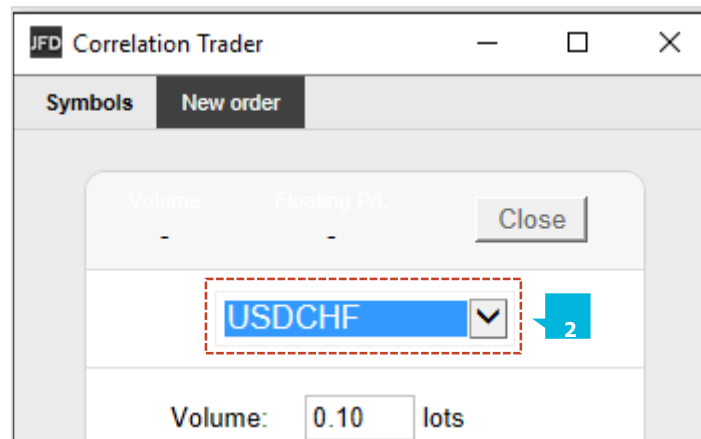 JFD Correlation Trader
Symbols New order
Volume Floating P/L
- - Close
USDCHF
2
Volume: 0.10 lots